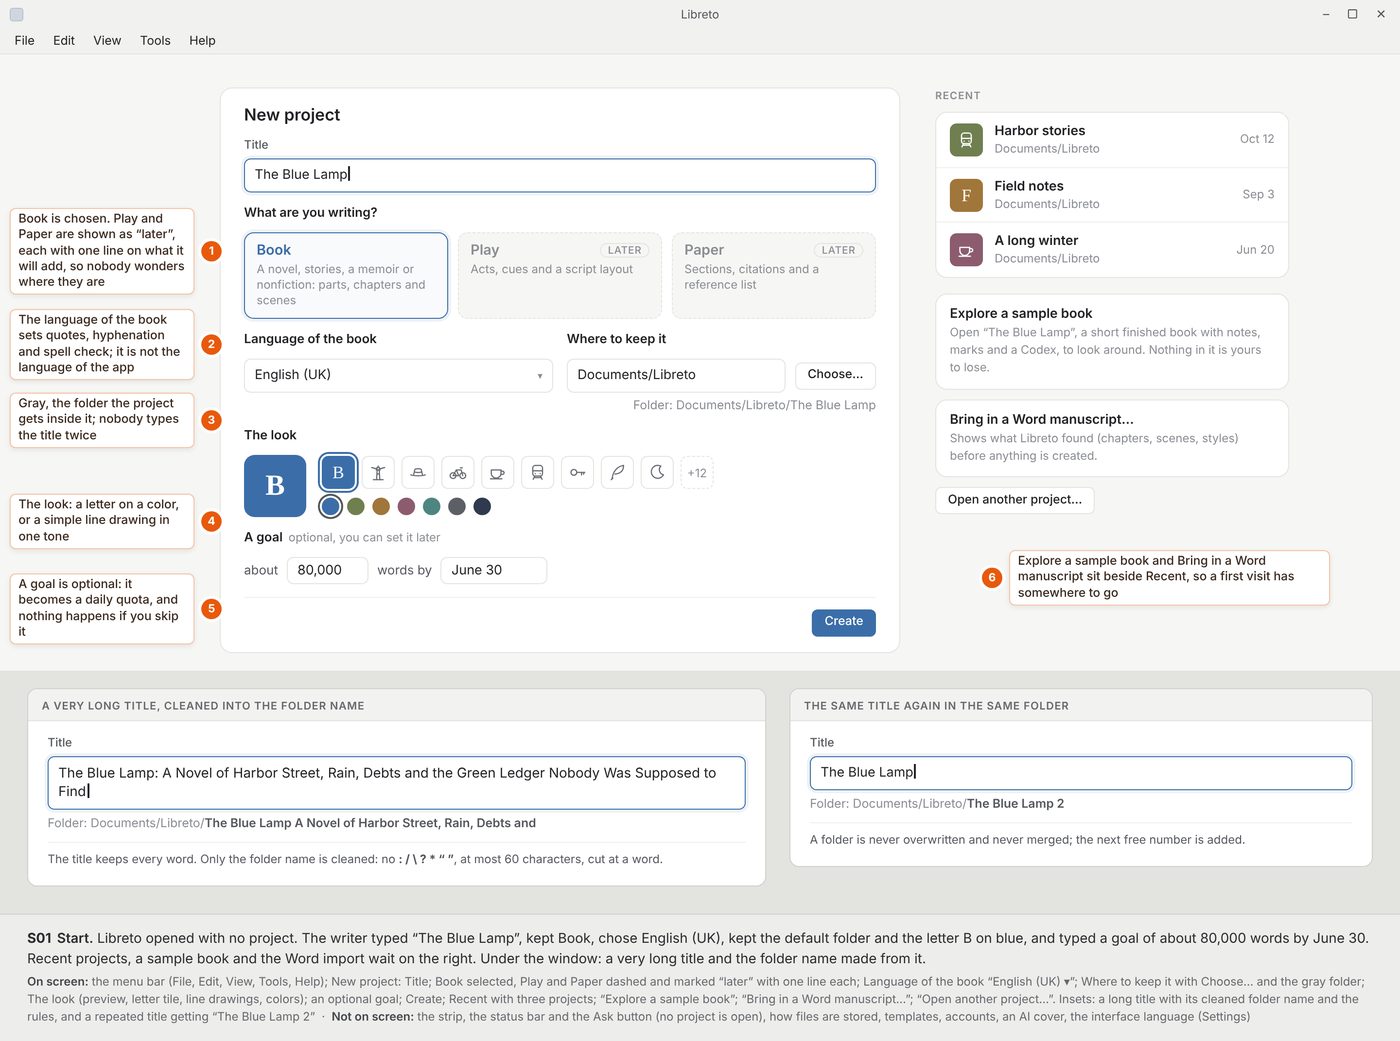 Libreto
File Edit View Tools Help
New project
Title
The Blue Lamp
What are you writing?
Book
A novel, stories, a memoir or
nonfiction: parts, chapters and
scenes
Play LATER
Acts, cues and a script layout
Paper LATER
Sections, citations and a
reference list
Language of the book
English (UK) ▾
Where to keep it
Documents/Libreto Choose...
Folder: Documents/Libreto/The Blue Lamp
The look
B
B
+12
A goal optional, you can set it later
about 80,000 words by June 30
Create
RECENT
Harbor stories
Documents/Libreto
Oct 12
F
Field notes
Documents/Libreto
Sep 3
A long winter
Documents/Libreto
Jun 20
Explore a sample book
Open “The Blue Lamp”, a short finished book with notes,
marks and a Codex, to look around. Nothing in it is yours
to lose.
Bring in a Word manuscript...
Shows what Libreto found (chapters, scenes, styles)
before anything is created.
Open another project...
Book is chosen. Play and
Paper are shown as “later”,
each with one line on what it
will add, so nobody wonders
where they are
1
The language of the book
sets quotes, hyphenation
and spell check; it is not the
language of the app
2
Gray, the folder the project
gets inside it; nobody types
the title twice
3
The look: a letter on a color,
or a simple line drawing in
one tone
4
A goal is optional: it
becomes a daily quota, and
nothing happens if you skip
it
5
6
Explore a sample book and Bring in a Word
manuscript sit beside Recent, so a first visit has
somewhere to go
A VERY LONG TITLE, CLEANED INTO THE FOLDER NAME
Title
The Blue Lamp: A Novel of Harbor Street, Rain, Debts and the Green Ledger Nobody Was Supposed to
Find
Folder: Documents/Libreto/The Blue Lamp A Novel of Harbor Street, Rain, Debts and
The title keeps every word. Only the folder name is cleaned: no : / \ ? * “ ”, at most 60 characters, cut at a word.
THE SAME TITLE AGAIN IN THE SAME FOLDER
Title
The Blue Lamp
Folder: Documents/Libreto/The Blue Lamp 2
A folder is never overwritten and never merged; the next free number is added.
S01 Start. Libreto opened with no project. The writer typed “The Blue Lamp”, kept Book, chose English (UK), kept the default folder and the letter B on blue, and typed a goal of about 80,000 words by June 30.
Recent projects, a sample book and the Word import wait on the right. Under the window: a very long title and the folder name made from it.
On screen: the menu bar (File, Edit, View, Tools, Help); New project: Title; Book selected, Play and Paper dashed and marked “later” with one line each; Language of the book “English (UK) ▾”; Where to keep it with Choose... and the gray folder;
The look (preview, letter tile, line drawings, colors); an optional goal; Create; Recent with three projects; “Explore a sample book”; “Bring in a Word manuscript...”; “Open another project...”. Insets: a long title with its cleaned folder name and the
rules, and a repeated title getting “The Blue Lamp 2” · Not on screen: the strip, the status bar and the Ask button (no project is open), how files are stored, templates, accounts, an AI cover, the interface language (Settings)